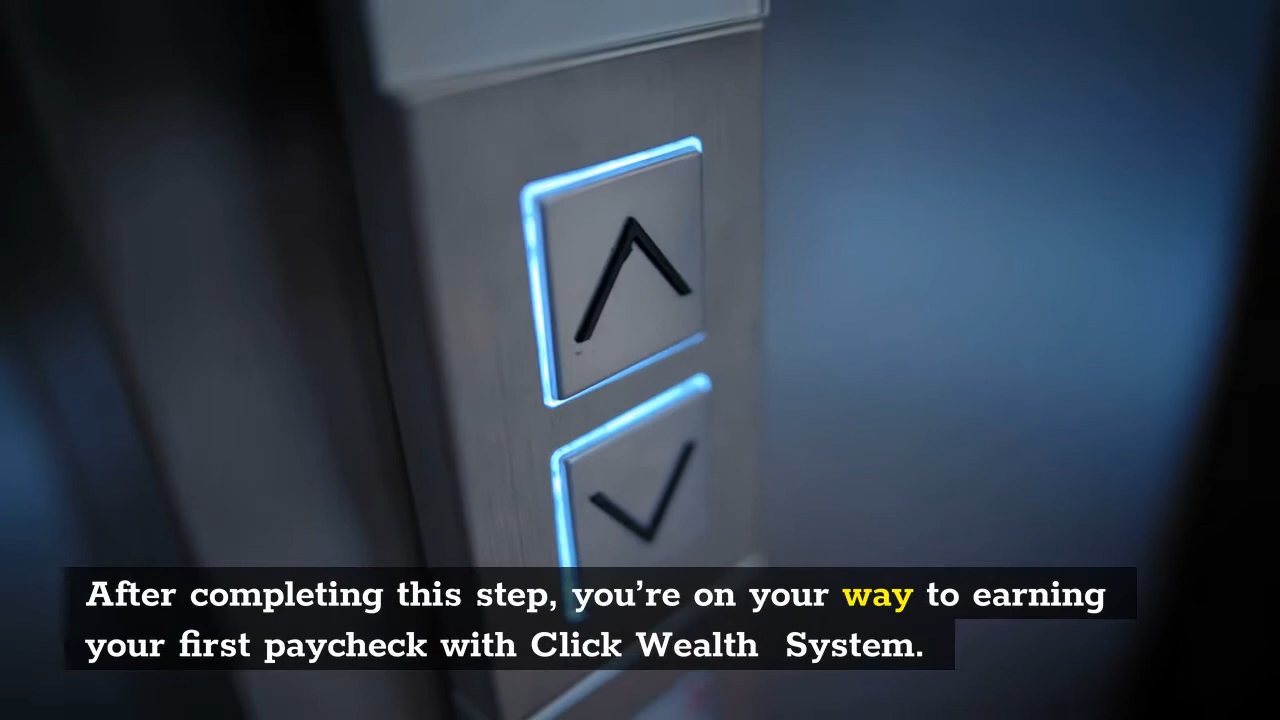 After completing this step, you're on your way to earning
your first paycheck with Click Wealth  System.